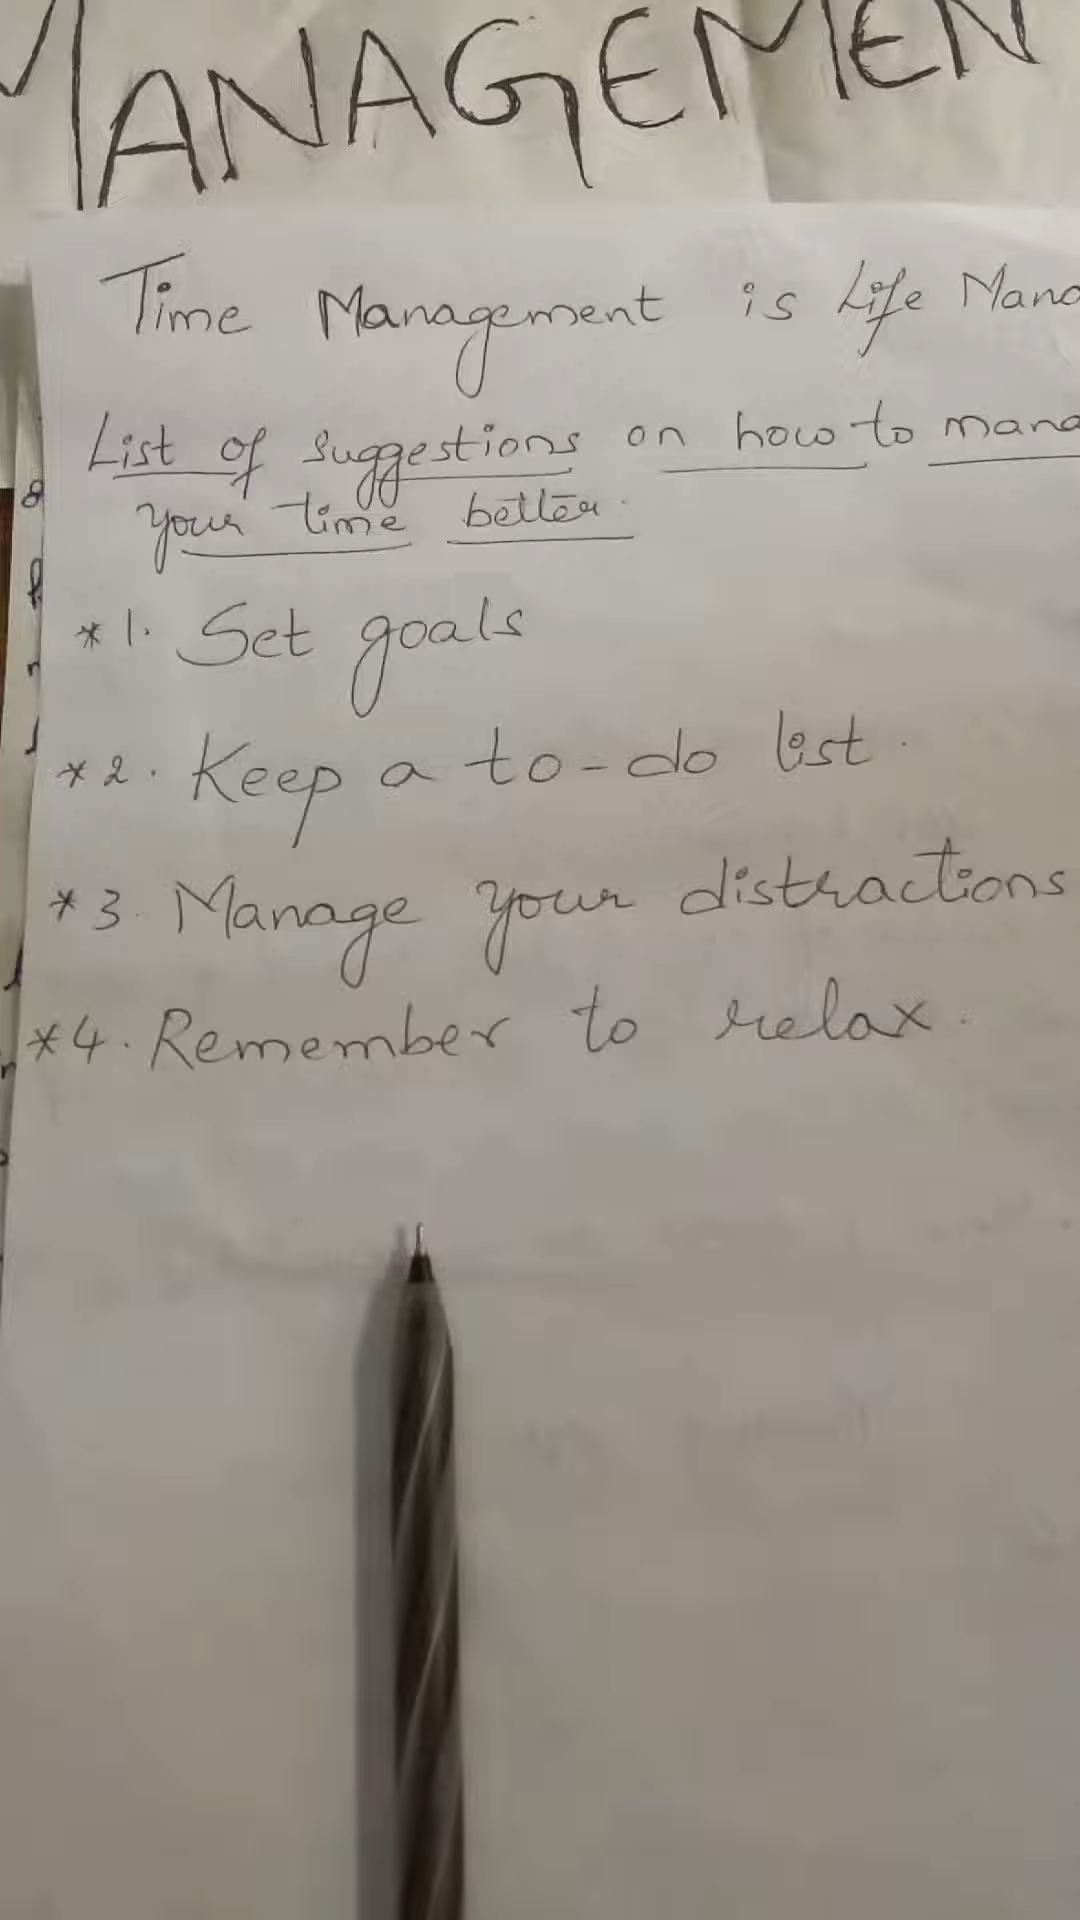 MANAGEMEN
Time Management is Life Mana
List of suggestions on how to mana
your time better.
*1. Set goals
*2. Keep a to-do list.
*3. Manage your distractions
*4. Remember to relax.